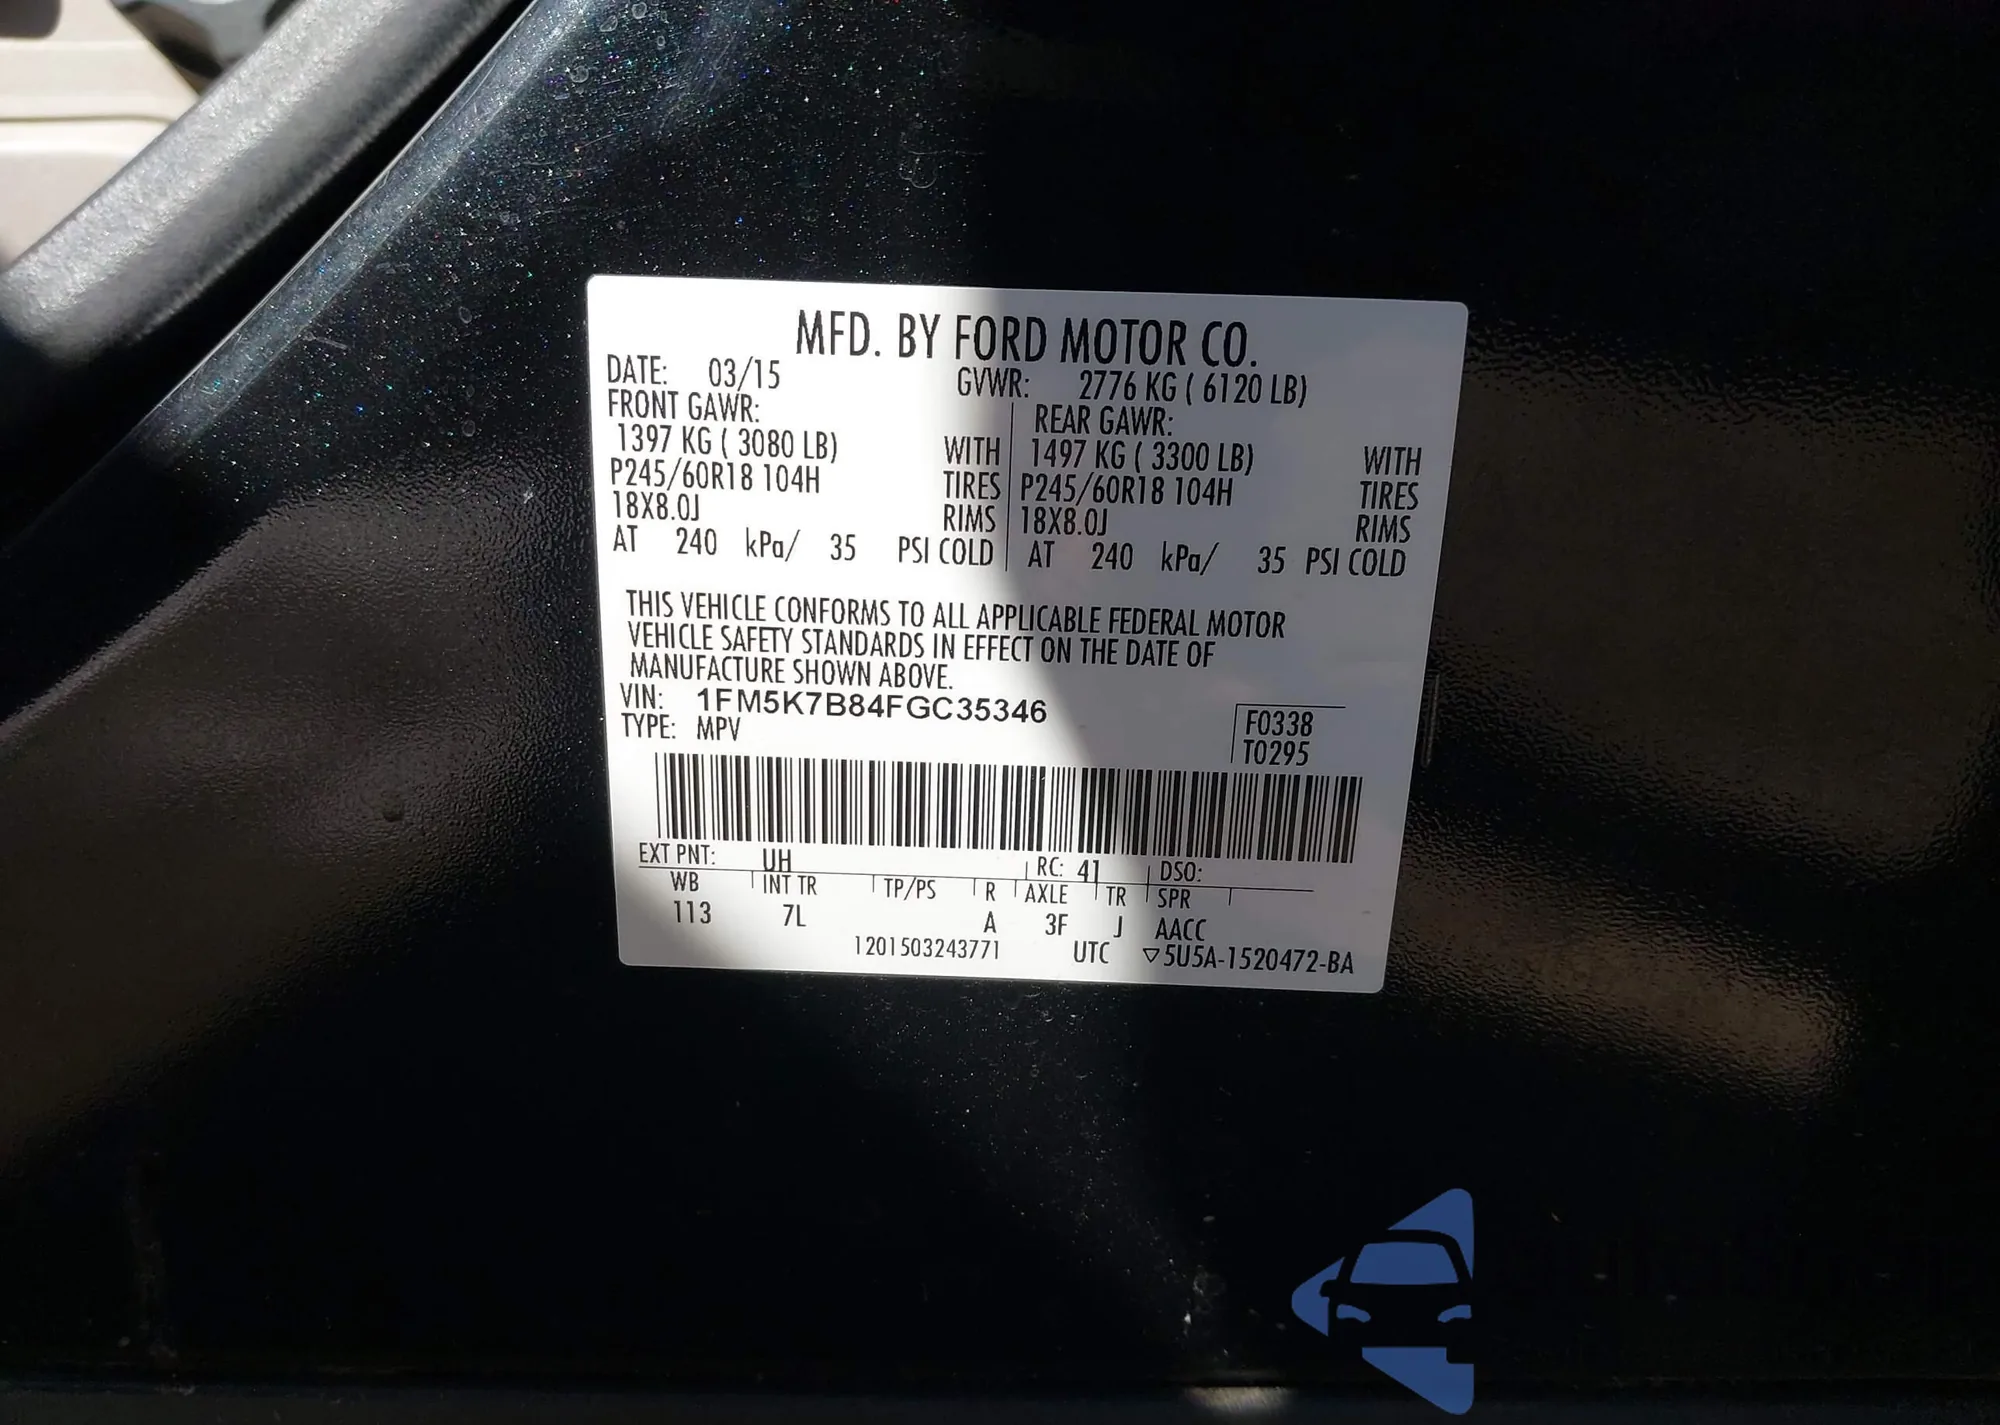 MFD. BY FORD MOTOR CO.
DATE: 03/15 GVWR: 2776 KG ( 6120 LB)
FRONT GAWR: REAR GAWR:
1397 KG ( 3080 LB) WITH 1497 KG ( 3300 LB) WITH
P245/60R18 104H TIRES P245/60R18 104H TIRES
18X8.0J RIMS 18X8.0J RIMS
AT 240 kPa/ 35 PSI COLD AT 240 kPa/ 35 PSI COLD
THIS VEHICLE CONFORMS TO ALL APPLICABLE FEDERAL MOTOR
VEHICLE SAFETY STANDARDS IN EFFECT ON THE DATE OF
MANUFACTURE SHOWN ABOVE.
VIN: 1FM5K7B84FGC35346
TYPE: MPV
F0338
T0295
EXT PNT: UH RC: 41 DSO:
WB INT TR TP/PS R AXLE TR SPR
113 7L A 3F J AACC
1201503243771 UTC ▽5U5A-1520472-BA